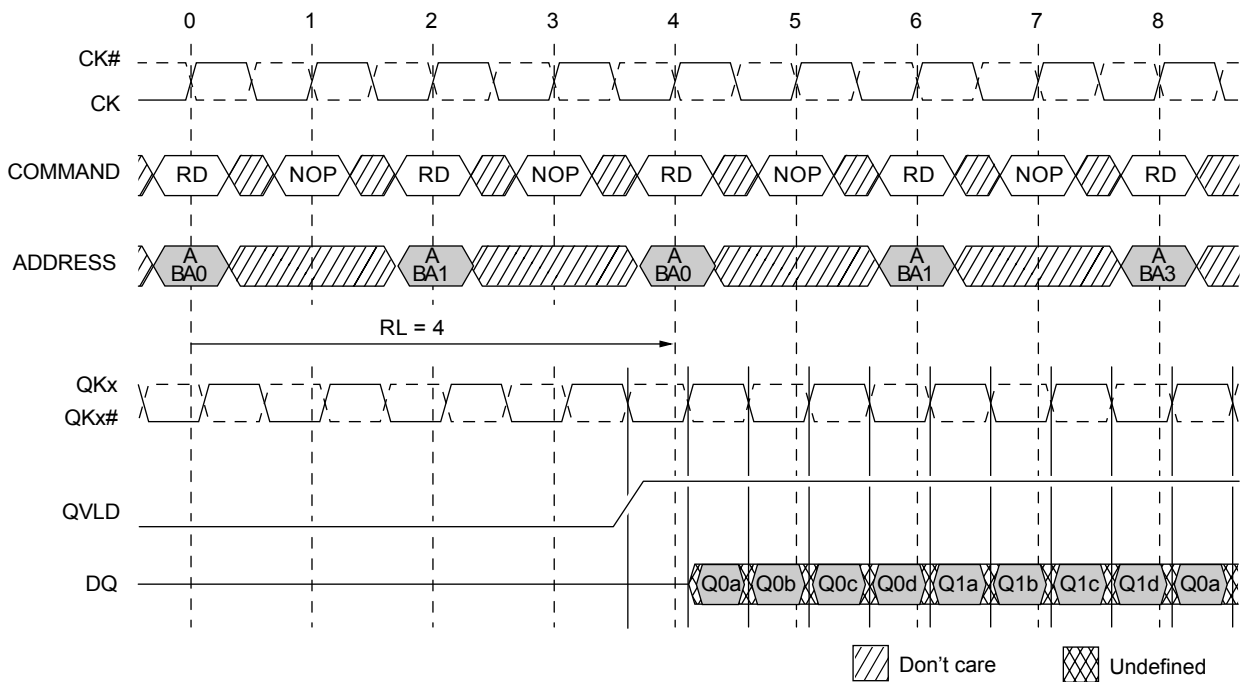 0 1 2 3 4 5 6 7 8
CK#
CK
COMMAND RD NOP RD NOP RD NOP RD NOP RD
ADDRESS A BA0 A BA1 A BA0 A BA1 A BA3
RL = 4
QKx
QKx#
QVLD
DQ Q0a Q0b Q0c Q0d Q1a Q1b Q1c Q1d Q0a
Don't care Undefined